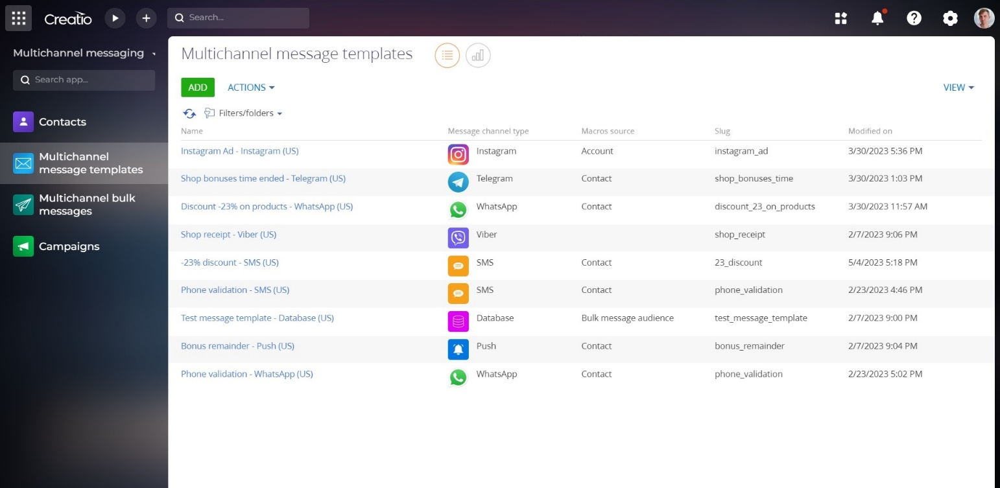 Creatio
Search...
Multichannel messaging
Search app...
Contacts
Multichannel
message templates
Multichannel bulk
messages
Campaigns
Multichannel message templates
ADD ACTIONS VIEW
Filters/folders
Name Message channel type Macros source Slug Modified on
Instagram Ad - Instagram (US) Instagram Account instagram_ad 3/30/2023 5:36 PM
Shop bonuses time ended - Telegram (US) Telegram Contact shop_bonuses_time 3/30/2023 1:03 PM
Discount -23% on products - WhatsApp (US) WhatsApp Contact discount_23_on_products 3/30/2023 11:57 AM
Shop receipt - Viber (US) Viber shop_receipt 2/7/2023 9:06 PM
-23% discount - SMS (US) SMS Contact 23_discount 5/4/2023 5:18 PM
Phone validation - SMS (US) SMS Contact phone_validation 2/23/2023 4:46 PM
Test message template - Database (US) Database Bulk message audience test_message_template 2/7/2023 9:00 PM
Bonus remainder - Push (US) Push Contact bonus_remainder 2/7/2023 9:04 PM
Phone validation - WhatsApp (US) WhatsApp Contact phone_validation 2/23/2023 5:02 PM